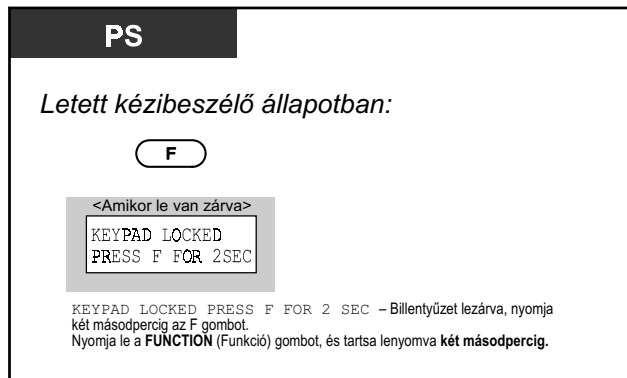 PS
Letett kézibeszélő állapotban:
F
<Amikor le van zárva>
KEYPAD LOCKED
PRESS F FOR 2SEC
KEYPAD LOCKED PRESS F FOR 2 SEC – Billentyűzet lezárva, nyomja
két másodpercig az F gombot.
Nyomja le a FUNCTION (Funkció) gombot, és tartsa lenyomva két másodpercig.